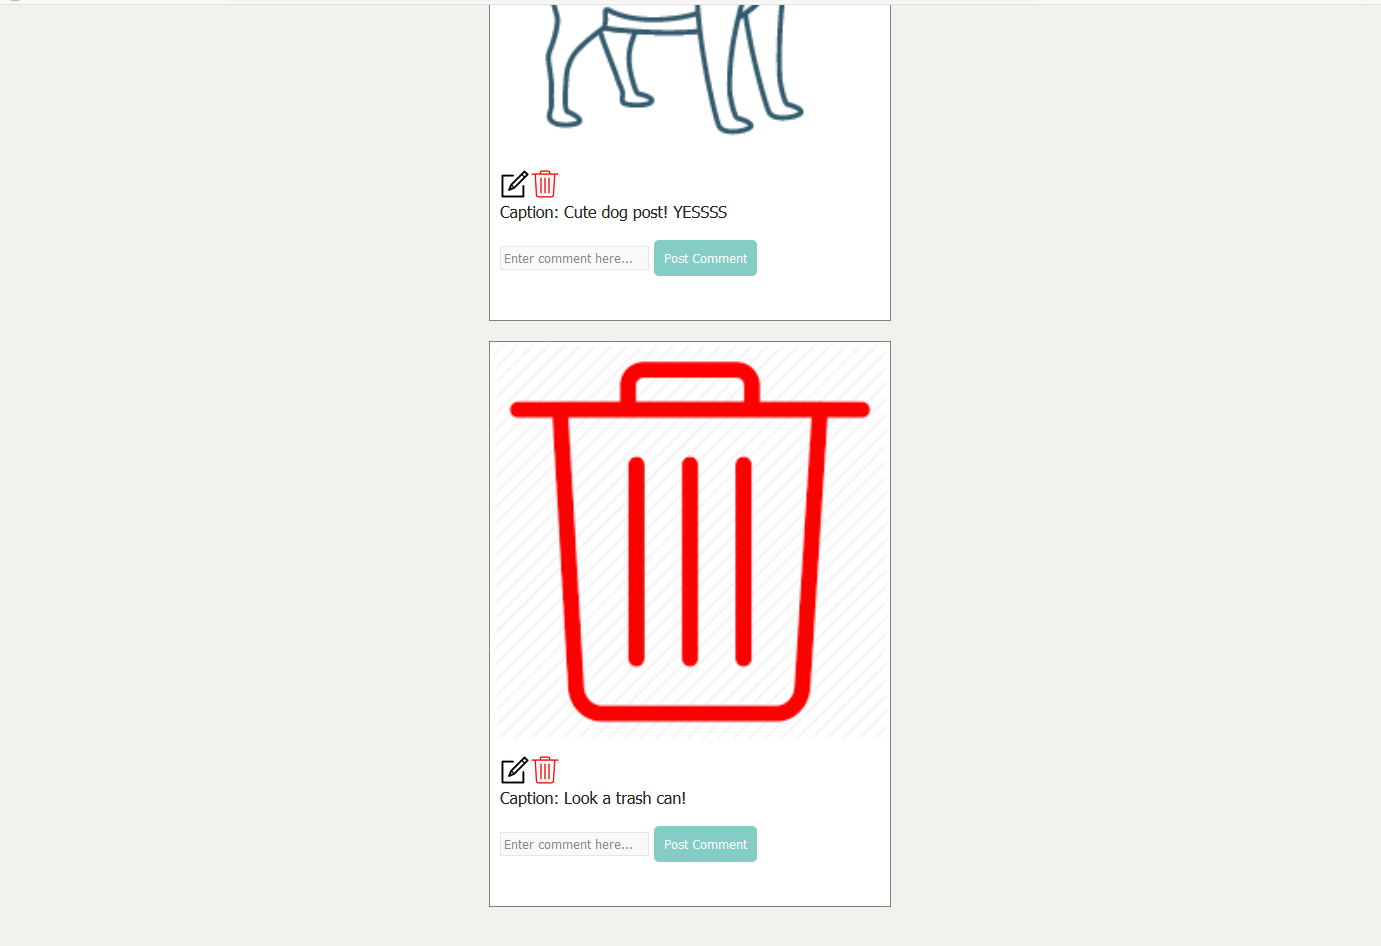 Caption: Cute dog post! YESSSS
Enter comment here... Post Comment
Caption: Look a trash can!
Enter comment here... Post Comment